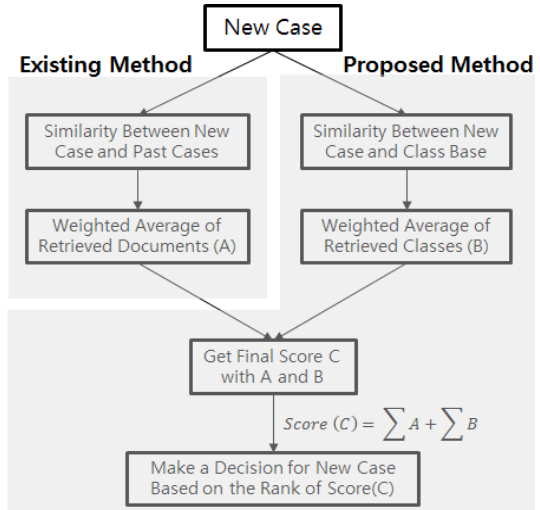 New Case
Existing Method
Proposed Method
Similarity Between New
Case and Past Cases
Similarity Between New
Case and Class Base
Weighted Average of
Retrieved Documents (A)
Weighted Average of
Retrieved Classes (B)
Get Final Score C
with A and B
Score (C) = ∑ A + ∑ B
Make a Decision for New Case
Based on the Rank of Score(C)